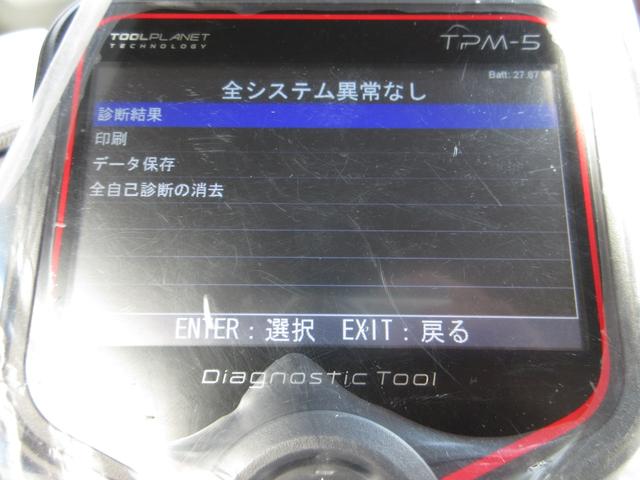 TOOLPLANET
TECHNOLOGY
TPM-5
Batt: 27.87
全システム異常なし
診断結果
印刷
データ保存
全自己診断の消去
ENTER：選択 EXIT：戻る
Diagnostic Tool